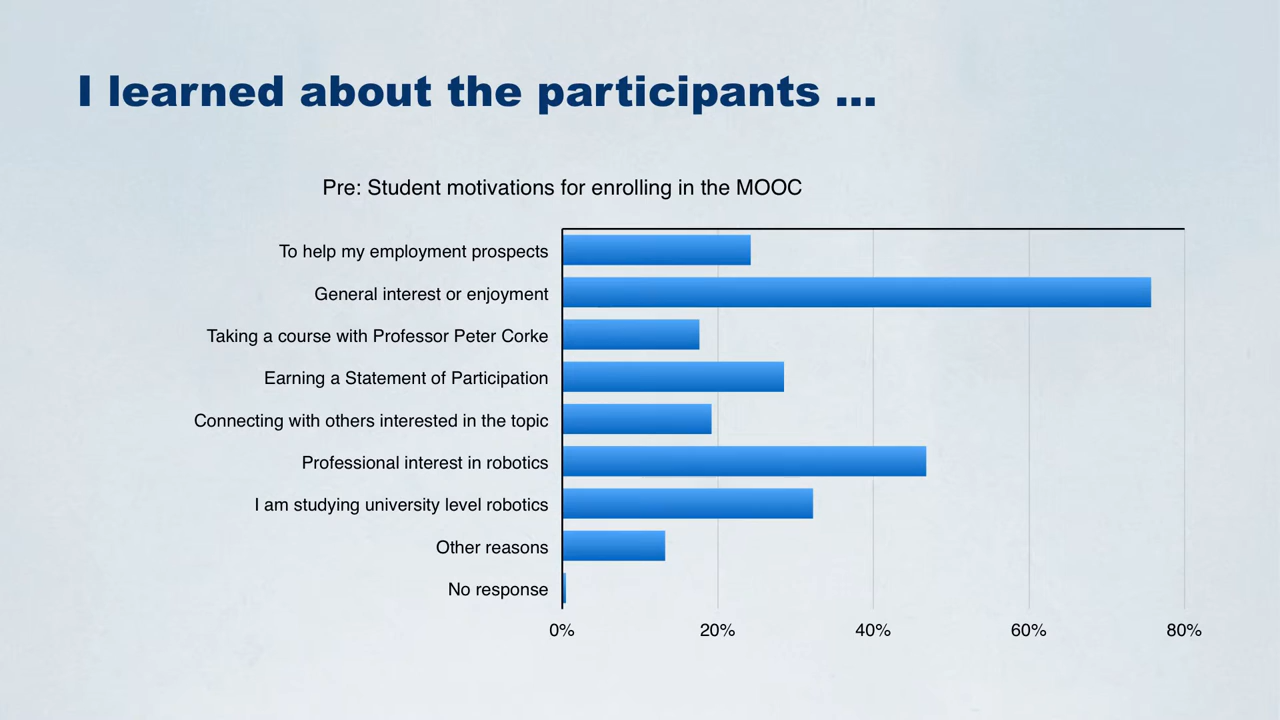 I learned about the participants ...
Pre: Student motivations for enrolling in the MOOC
To help my employment prospects
General interest or enjoyment
Taking a course with Professor Peter Corke
Earning a Statement of Participation
Connecting with others interested in the topic
Professional interest in robotics
I am studying university level robotics
Other reasons
No response
0% 20% 40% 60% 80%